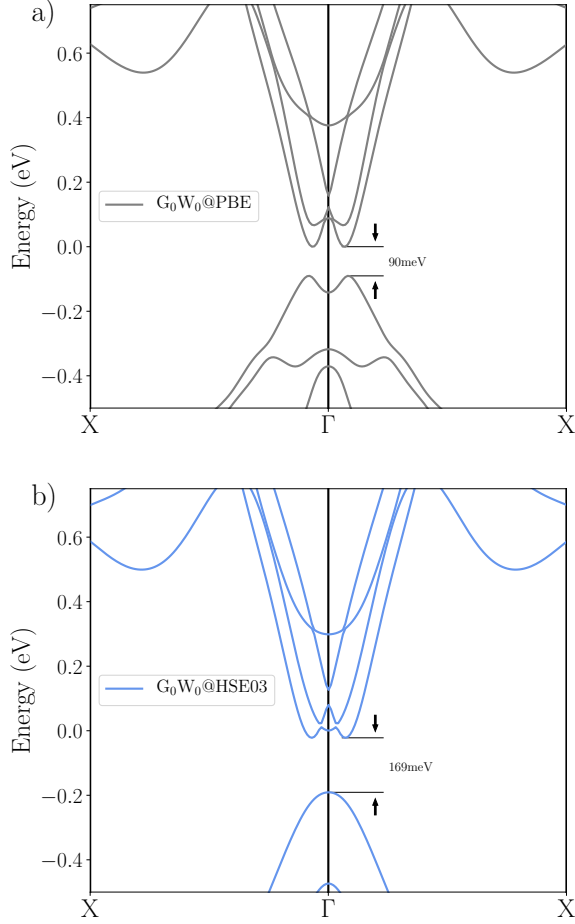 a)
Energy (eV)
0.6
0.4
0.2
0.0
−0.2
−0.4
G₀W₀@PBE
90meV
X
Γ
X
b)
Energy (eV)
0.6
0.4
0.2
0.0
−0.2
−0.4
G₀W₀@HSE03
169meV
X
Γ
X